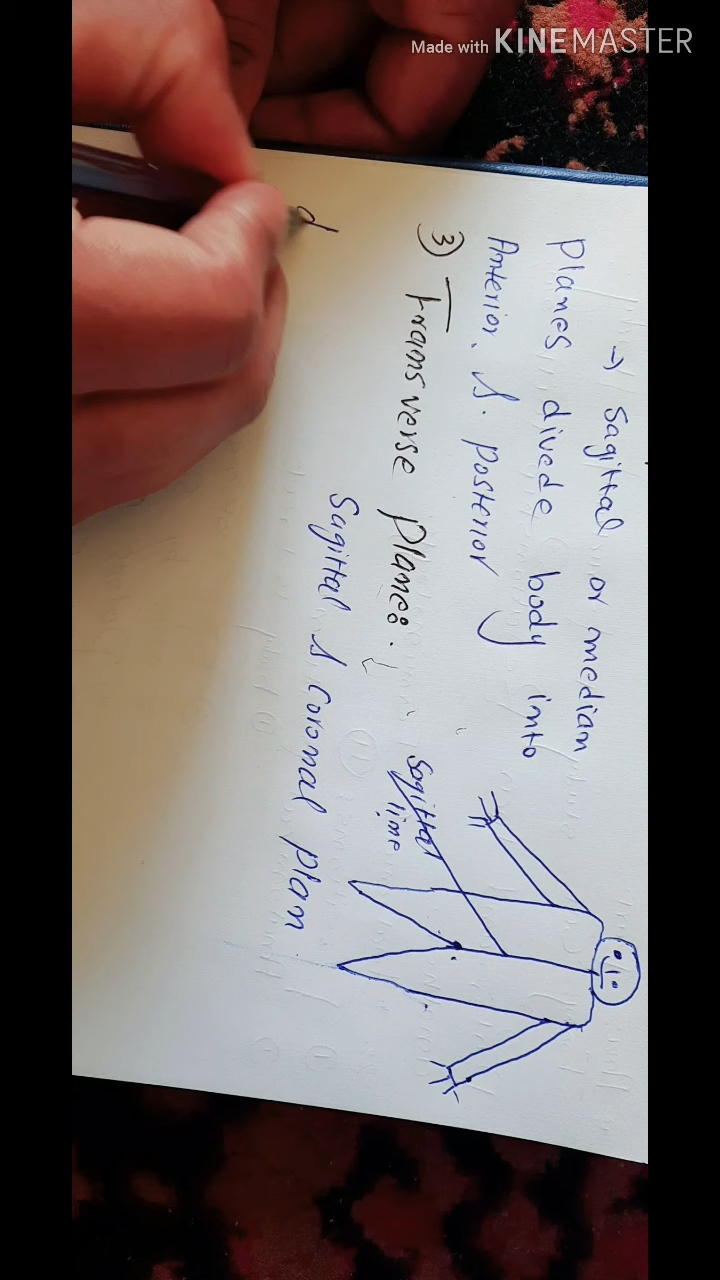 Made with KINEMASTER
→ sagittal or median
planes, divede body into
Anterior & posterior
③ Transverse Plane:
Sagittal & Coronal plan
d
Sagittal
line